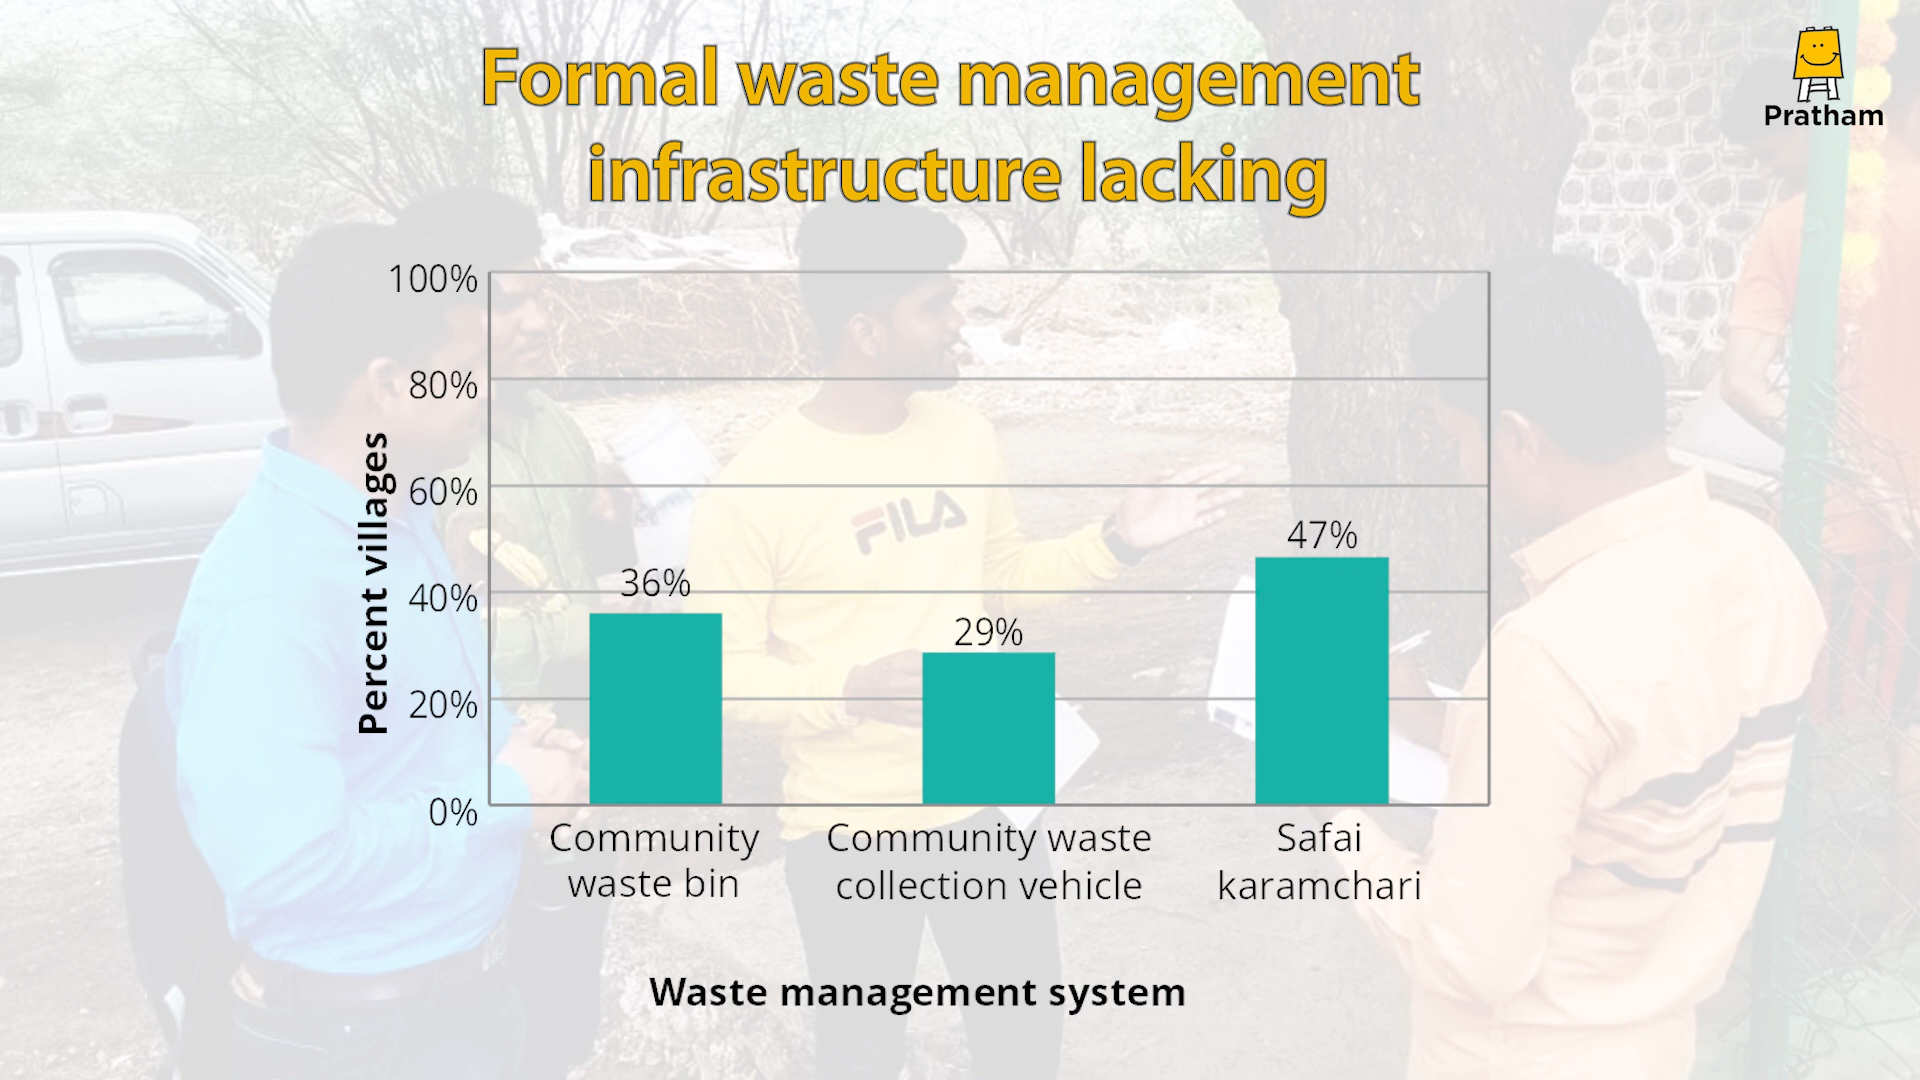 Formal waste management
infrastructure lacking
Pratham
100%
80%
60%
40%
20%
0%
Percent villages
FILA
36%
29%
47%
Community
waste bin
Community waste
collection vehicle
Safai
karamchari
Waste management system